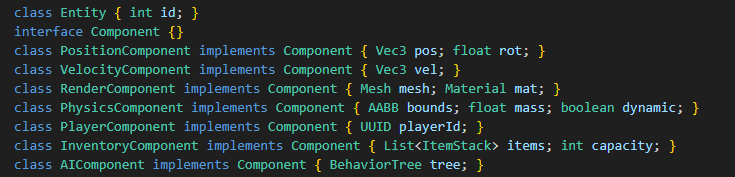 class Entity { int id; }
interface Component {}
class PositionComponent implements Component { Vec3 pos; float rot; }
class VelocityComponent implements Component { Vec3 vel; }
class RenderComponent implements Component { Mesh mesh; Material mat; }
class PhysicsComponent implements Component { AABB bounds; float mass; boolean dynamic; }
class PlayerComponent implements Component { UUID playerId; }
class InventoryComponent implements Component { List<ItemStack> items; int capacity; }
class AIComponent implements Component { BehaviorTree tree; }